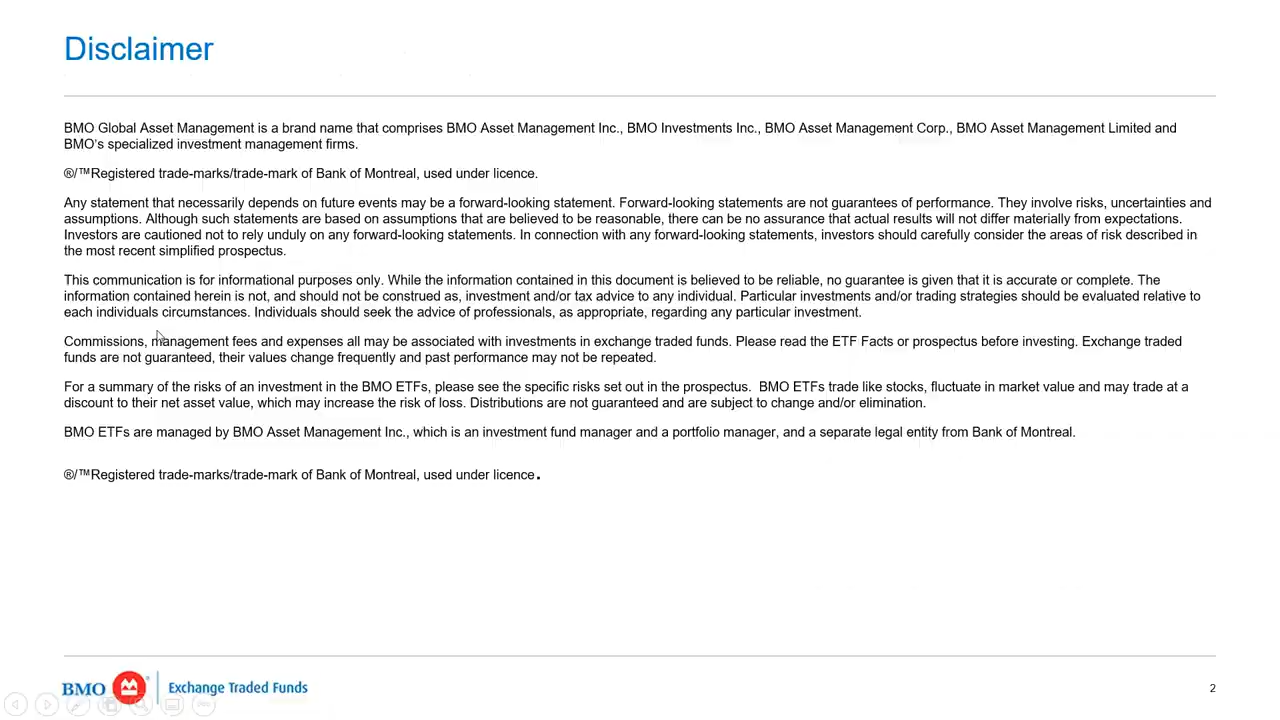 Disclaimer
BMO Global Asset Management is a brand name that comprises BMO Asset Management Inc., BMO Investments Inc., BMO Asset Management Corp., BMO Asset Management Limited and
BMO's specialized investment management firms.
®/™Registered trade-marks/trade-mark of Bank of Montreal, used under licence.
Any statement that necessarily depends on future events may be a forward-looking statement. Forward-looking statements are not guarantees of performance. They involve risks, uncertainties and
assumptions. Although such statements are based on assumptions that are believed to be reasonable, there can be no assurance that actual results will not differ materially from expectations.
Investors are cautioned not to rely unduly on any forward-looking statements. In connection with any forward-looking statements, investors should carefully consider the areas of risk described in
the most recent simplified prospectus.
This communication is for informational purposes only. While the information contained in this document is believed to be reliable, no guarantee is given that it is accurate or complete. The
information contained herein is not, and should not be construed as, investment and/or tax advice to any individual. Particular investments and/or trading strategies should be evaluated relative to
each individuals circumstances. Individuals should seek the advice of professionals, as appropriate, regarding any particular investment.
Commissions, management fees and expenses all may be associated with investments in exchange traded funds. Please read the ETF Facts or prospectus before investing. Exchange traded
funds are not guaranteed, their values change frequently and past performance may not be repeated.
For a summary of the risks of an investment in the BMO ETFs, please see the specific risks set out in the prospectus. BMO ETFs trade like stocks, fluctuate in market value and may trade at a
discount to their net asset value, which may increase the risk of loss. Distributions are not guaranteed and are subject to change and/or elimination.
BMO ETFs are managed by BMO Asset Management Inc., which is an investment fund manager and a portfolio manager, and a separate legal entity from Bank of Montreal.
®/™Registered trade-marks/trade-mark of Bank of Montreal, used under licence.
BMO Exchange Traded Funds
2